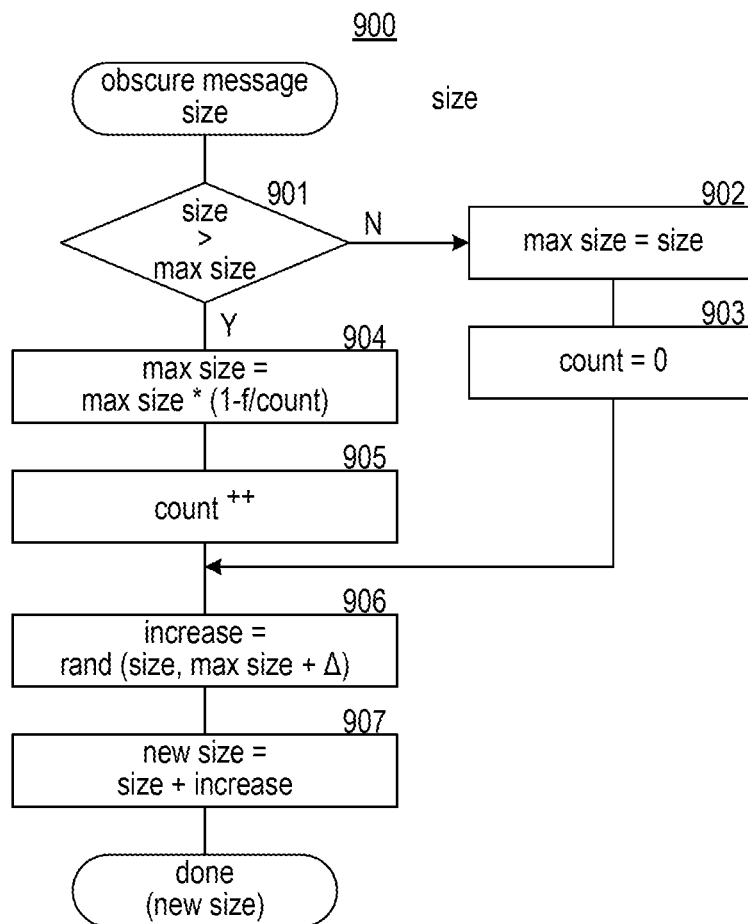 900
obscure message
size
size
901
size
>
max size
N
Y
902
max size = size
903
count = 0
904
max size =
max size * (1-f/count)
905
count ++
906
increase =
rand (size, max size + Δ)
907
new size =
size + increase
done
(new size)